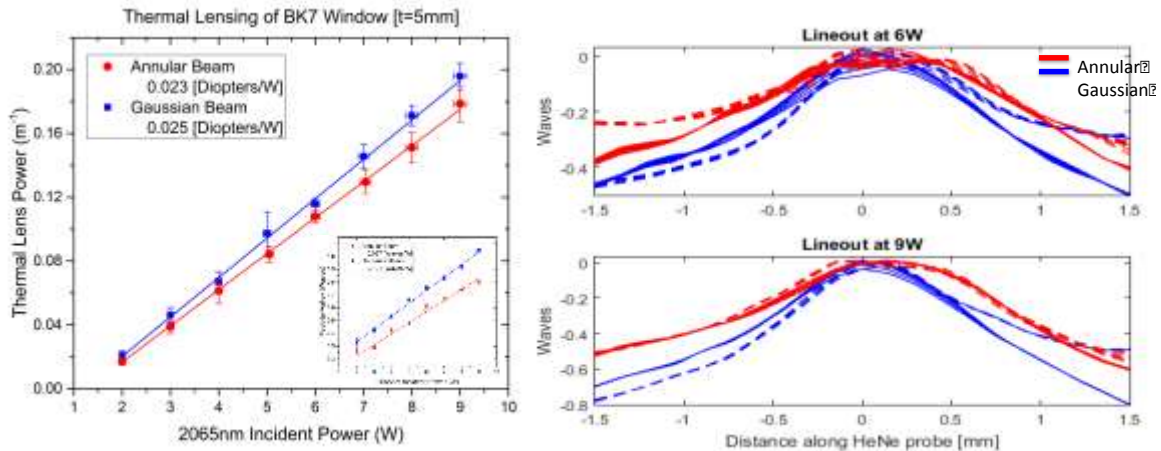 Thermal Lensing of BK7 Window [t=5mm]
Thermal Lens Power (m⁻¹)
0.20
0.16
0.12
0.08
0.04
0.00
Annular Beam
0.023 [Diopters/W]
Gaussian Beam
0.025 [Diopters/W]
1 2 3 4 5 6 7 8 9 10
2065nm Incident Power (W)
Lineout at 6W
Waves
0
-0.2
-0.4
Annular
Gaussian
-1.5 -1 -0.5 0 0.5 1 1.5
Lineout at 9W
Waves
0
-0.2
-0.4
-0.6
-0.8
-1.5 -1 -0.5 0 0.5 1 1.5
Distance along HeNe probe [mm]